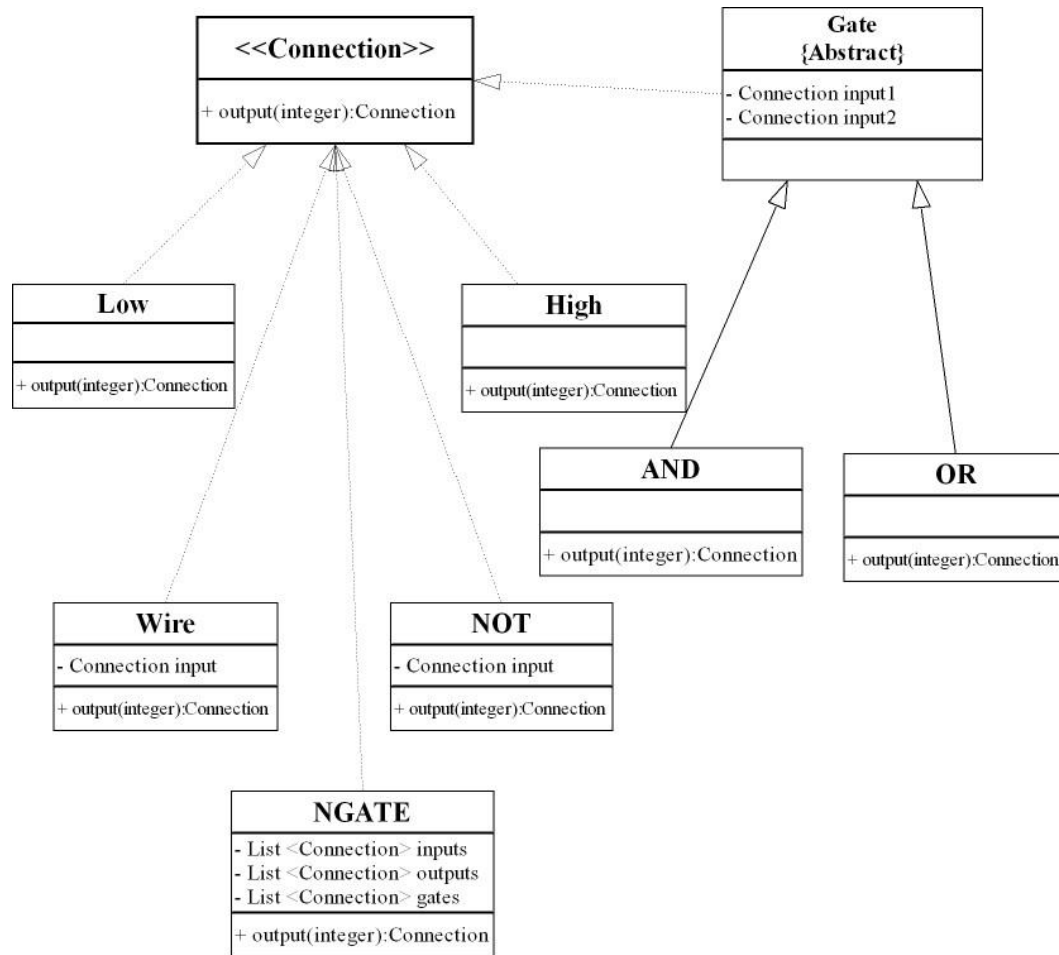 <<Connection>>
+ output(integer):Connection
Gate
{Abstract}
- Connection input1
- Connection input2
Low
+ output(integer):Connection
High
+ output(integer):Connection
AND
+ output(integer):Connection
OR
+ output(integer):Connection
Wire
- Connection input
+ output(integer):Connection
NOT
- Connection input
+ output(integer):Connection
NGATE
- List <Connection> inputs
- List <Connection> outputs
- List <Connection> gates
+ output(integer):Connection